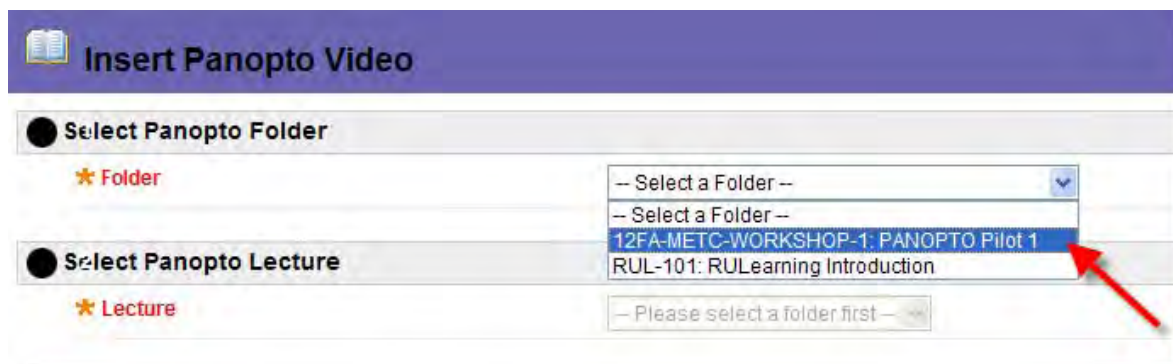 Insert Panopto Video
Select Panopto Folder
Folder
-- Select a Folder --
-- Select a Folder --
12FA-METC-WORKSHOP-1: PANOPTO Pilot 1
RUL-101: RULearning Introduction
Select Panopto Lecture
Lecture
-- Please select a folder first --